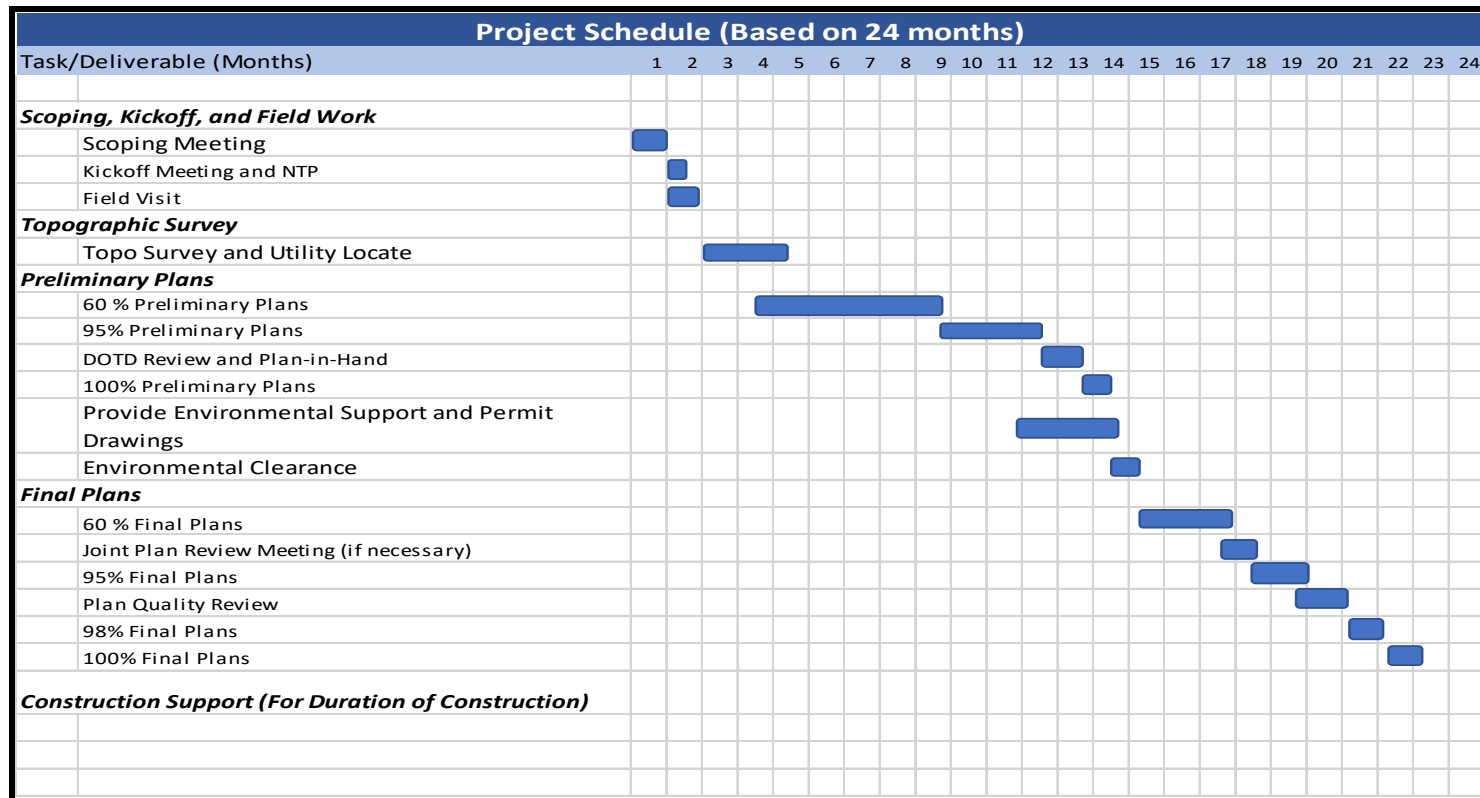 Project Schedule (Based on 24 months)
Task/Deliverable (Months) 1 2 3 4 5 6 7 8 9 10 11 12 13 14 15 16 17 18 19 20 21 22 23 24
Scoping, Kickoff, and Field Work
Scoping Meeting
Kickoff Meeting and NTP
Field Visit
Topographic Survey
Topo Survey and Utility Locate
Preliminary Plans
60 % Preliminary Plans
95% Preliminary Plans
DOTD Review and Plan-in-Hand
100% Preliminary Plans
Provide Environmental Support and Permit
Drawings
Environmental Clearance
Final Plans
60 % Final Plans
Joint Plan Review Meeting (if necessary)
95% Final Plans
Plan Quality Review
98% Final Plans
100% Final Plans
Construction Support (For Duration of Construction)